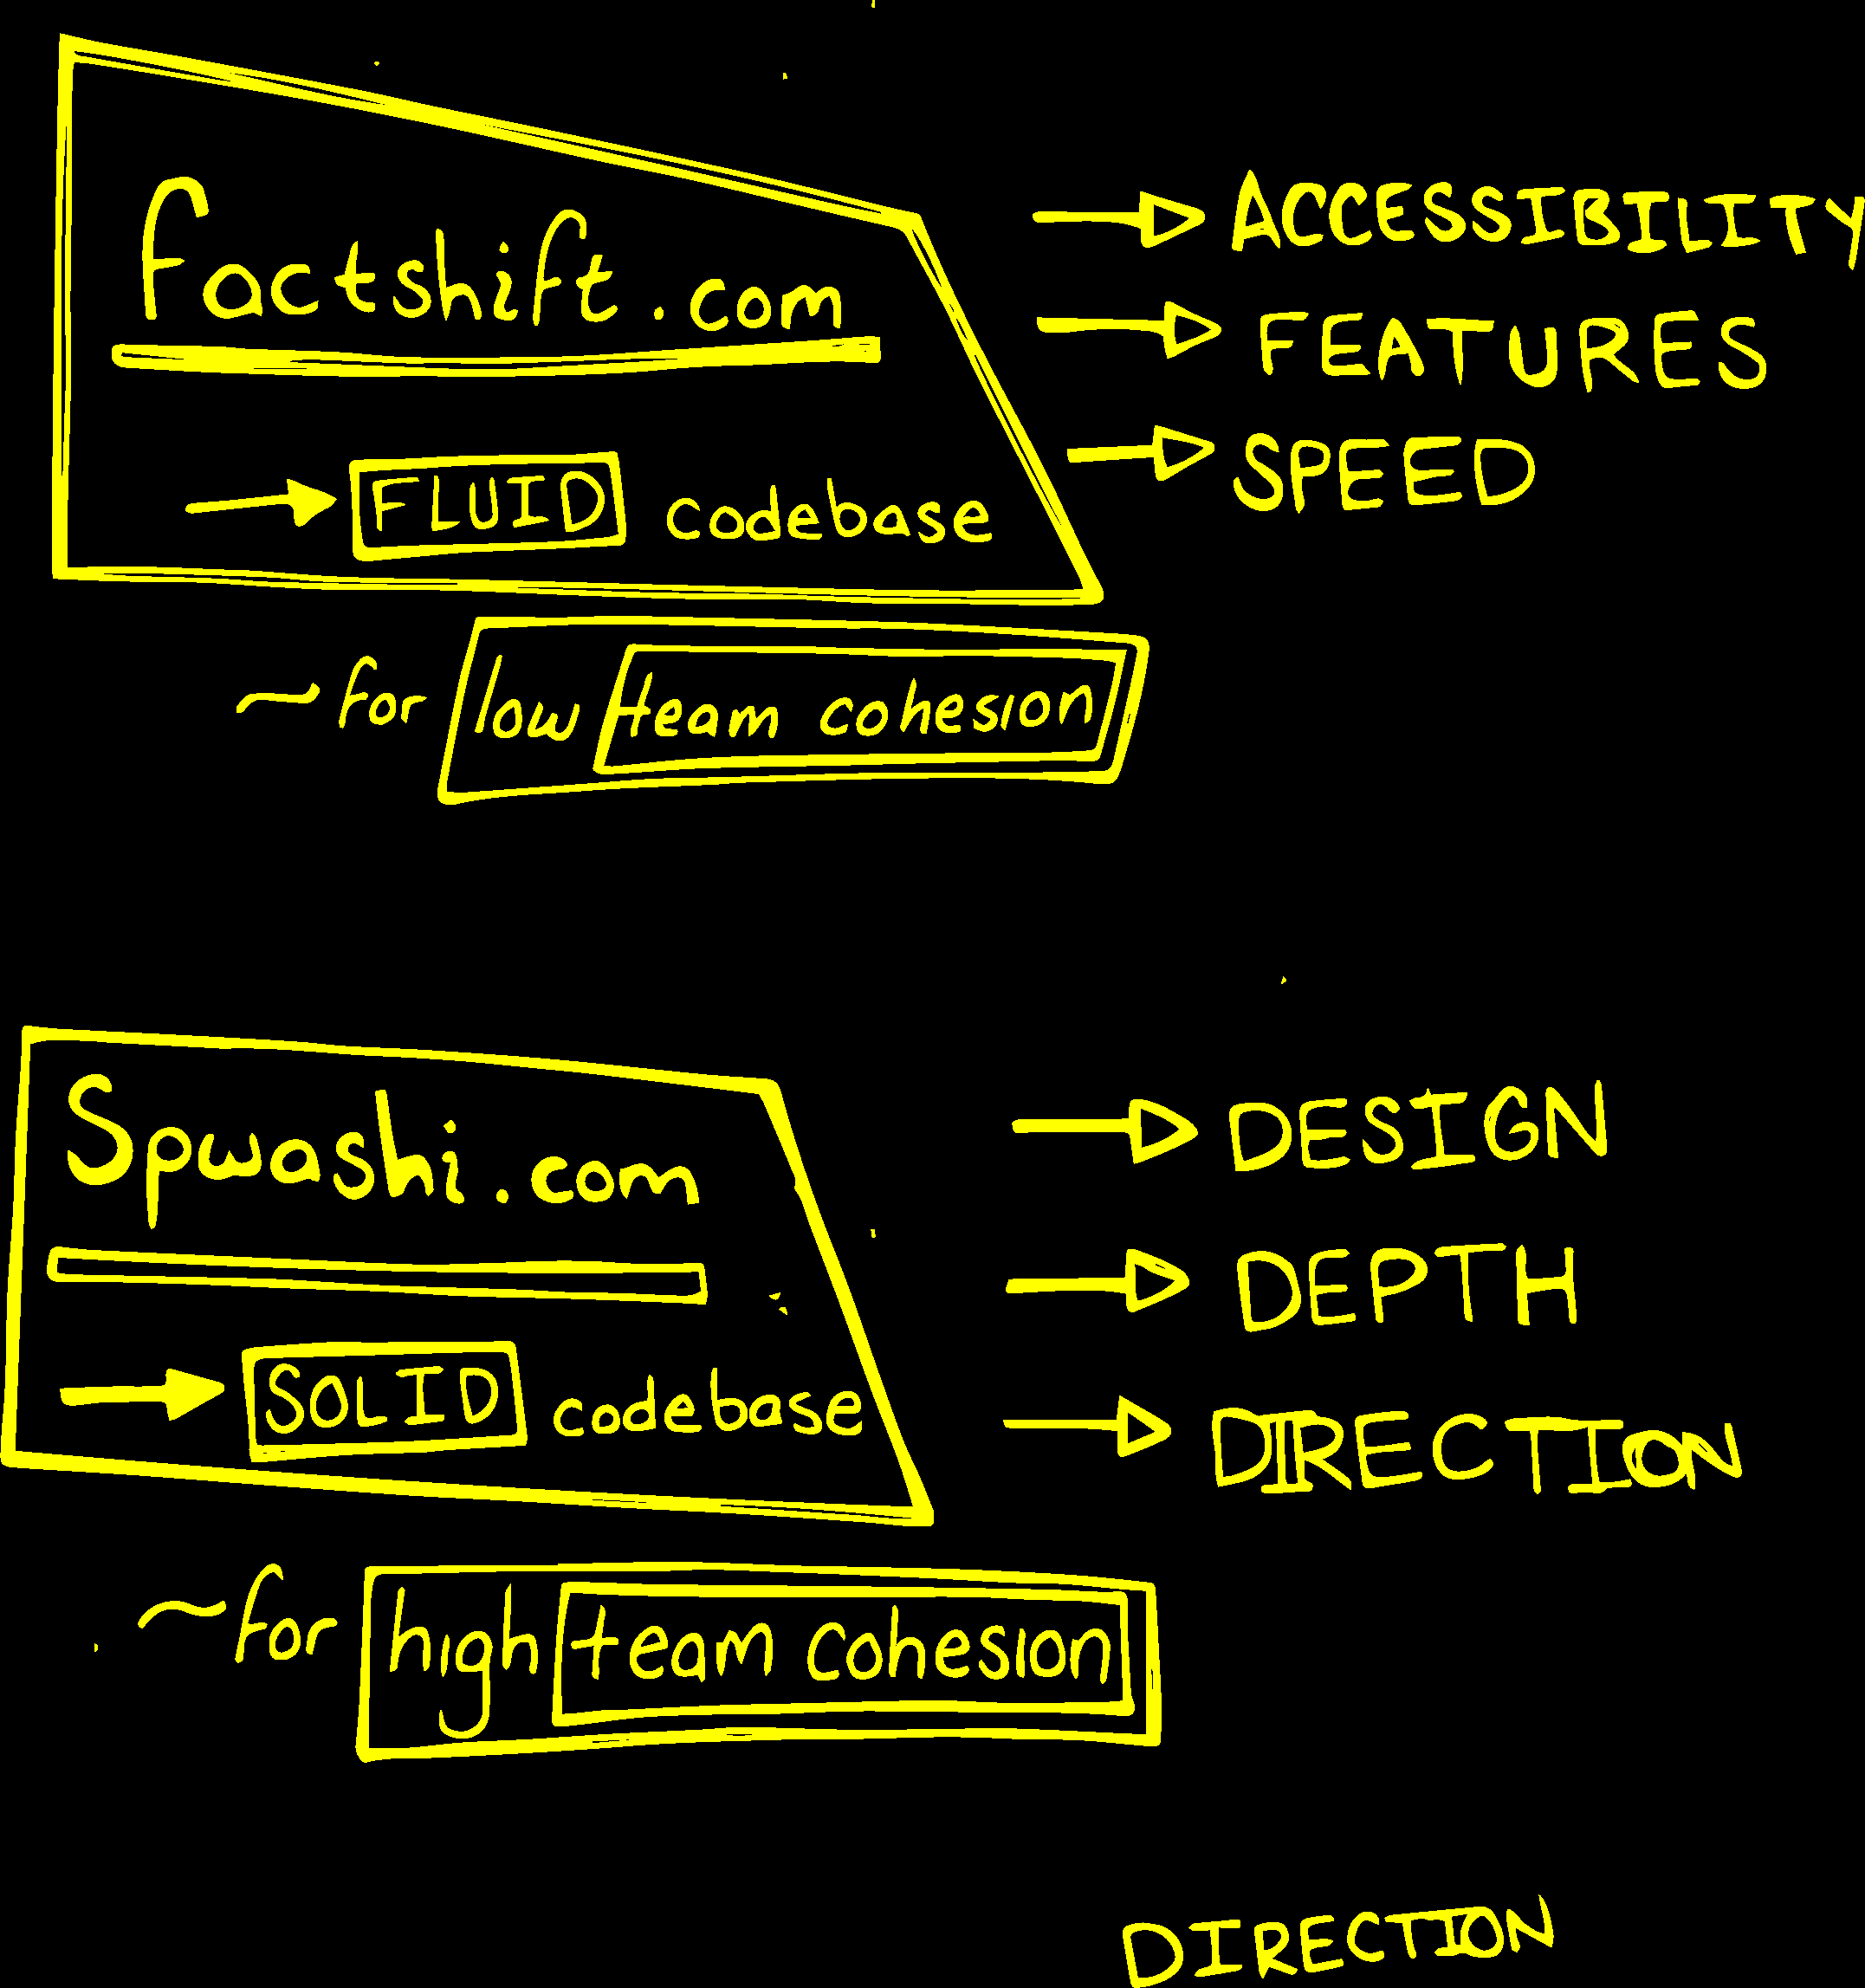 factshift.com
→ FLUID codebase
~ for low team cohesion
→ ACCESSIBILITY
→ FEATURES
→ SPEED
Spwashi.com
→ SOLID codebase
~for high team cohesion
→ DESIGN
→ DEPTH
→ DIRECTION
DIRECTION